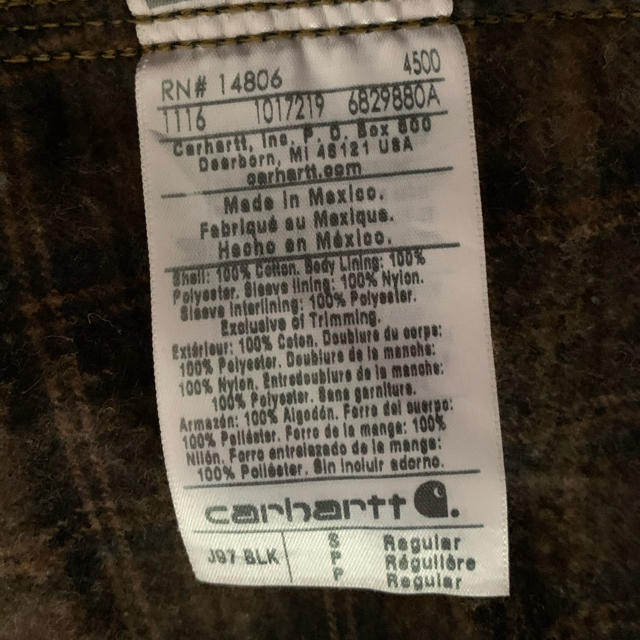 RN# 14806 4500
1116 1017219 6829880A
Carhartt, Inc. P. O. Box 600
Dearborn, MI 48121 USA
carhartt.com
Made in Mexico.
Fabriqué au Mexique.
Hecho en México.
Shell: 100% Cotton. Body Lining: 100%
Polyester. Sleeve lining: 100% Nylon.
Sleeve Interlining: 100% Polyester.
Exclusive of Trimming.
Extérieur: 100% Coton. Doublure du corps:
100% Polyester. Doublure de la manche:
100% Nylon. Entredoublure de la manche:
100% Polyester. Sans garniture.
Armazón: 100% Algodón. Forro del cuerpo:
100% Poliéster. Forro de la manga: 100%
Nilón. Forro entrelazado de la manga:
100% Poliéster. Sin incluir adorno.
carhartt
J97 BLK S Regular
P Régulière
P Regular